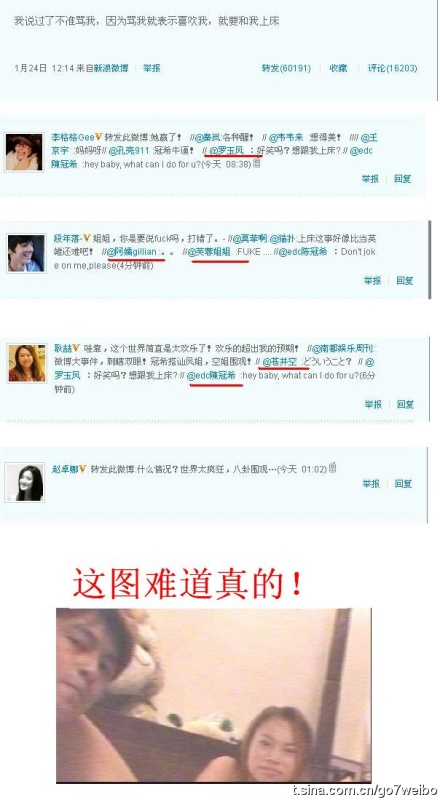 我说过了不准骂我，因为骂我就表示喜欢我，就要和我上床
1月24日 12:14 来自新浪微博 | 举报 转发(60191) | 收藏 | 评论(16203)
李格格GeeV 转发此微博:她赢了! //@秦岚:各种醒! // @韦韦来 :想得美! //// @王
京宇 :妈妈呀// @孔亮911 :冠希牛逼! // @罗玉凤 : 好笑吗? 想跟我上床? // @edc
陳冠希 :hey baby, what can I do for u?(今天 08:38)
举报 | 回复
段年落-V 姐姐，你是要说fuck吗，打错了。- //@莫茉啊:@猫扑:上床这事好像比当英
雄还难吧! //@阿嬌gillian :。。 //@芙蓉姐姐 :FUKE .... //@edc陈冠希 : Don't jok
e on me,please(4分钟前)
举报 | 回复
耿喆V 哇靠，这个世界简直是太欢乐了! 欢乐的超出我的预期! //@南都娱乐周刊:
微博大事件，刺瞎双眼! 冠希搭讪凤姐，空姐围观! //@苍井空 :どういうこと? // @
罗玉凤 : 好笑吗? 想跟我上床? // @edc陳冠希 :hey baby, what can I do for u?(6分
钟前)
举报 | 回复
赵卓娜V 转发此微博:什么情况? 世界太疯狂，八卦围观…(今天 01:02)
举报 | 回复
这图难道真的!
t.sina.com.cn/go7weibo